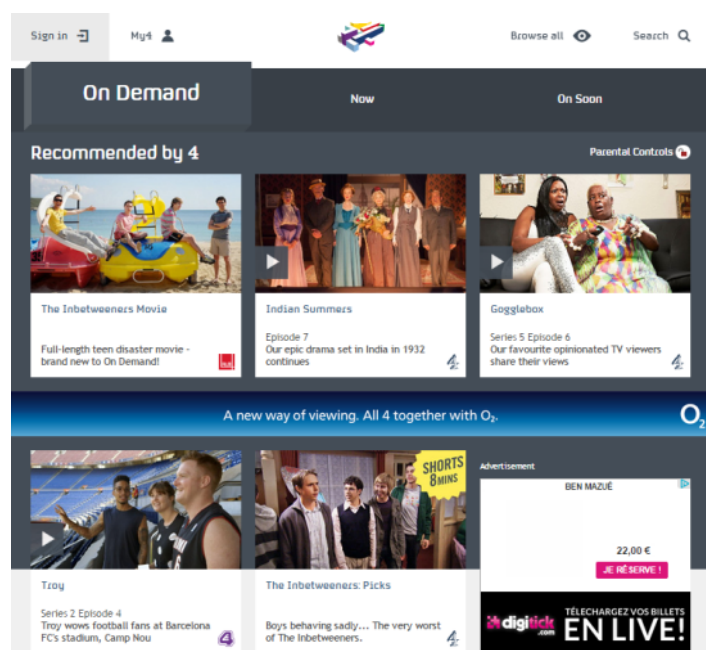 Sign in
My4
Browse all
Search
On Demand
Now
On Soon
Recommended by 4
Parental Controls
The Inbetweeners Movie
Full-length teen disaster movie -
brand new to On Demand!
Indian Summers
Episode 7
Our epic drama set in India in 1932
continues
4
Gogglebox
Series 5 Episode 6
Our favourite opinionated TV viewers
share their views
4
A new way of viewing. All 4 together with O₂.
O₂
Troy
Series 2 Episode 4
Troy wows football fans at Barcelona
FC's stadium, Camp Nou
4
SHORTS
8 MINS
The Inbetweeners: Picks
Boys behaving sadly... The very worst
of The Inbetweeners.
4
Advertisement
BEN MAZUÉ
22,00 €
JE RÉSERVE !
digitick
.com
TÉLECHARGEZ VOS BILLETS
EN LIVE!